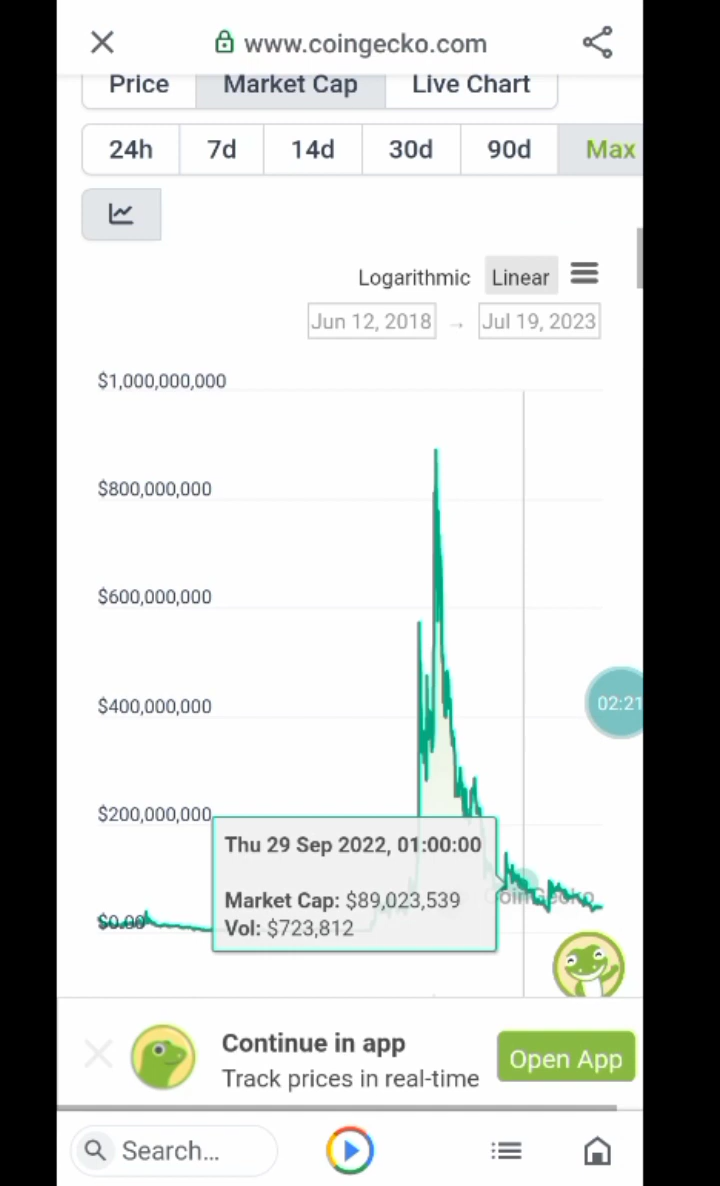 www.coingecko.com
Price Market Cap Live Chart
24h 7d 14d 30d 90d Max
Logarithmic Linear
Jun 12, 2018 → Jul 19, 2023
$1,000,000,000
$800,000,000
$600,000,000
$400,000,000
02:21
$200,000,000
Thu 29 Sep 2022, 01:00:00
Market Cap: $89,023,539
CoinGecko
$0.00
Vol: $723,812
Continue in app
Track prices in real-time
Open App
Search...